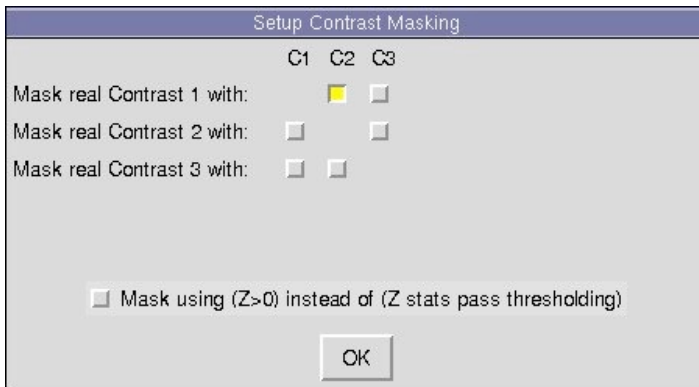 Setup Contrast Masking
C1 C2 C3
Mask real Contrast 1 with:
Mask real Contrast 2 with:
Mask real Contrast 3 with:
Mask using (Z>0) instead of (Z stats pass thresholding)
OK